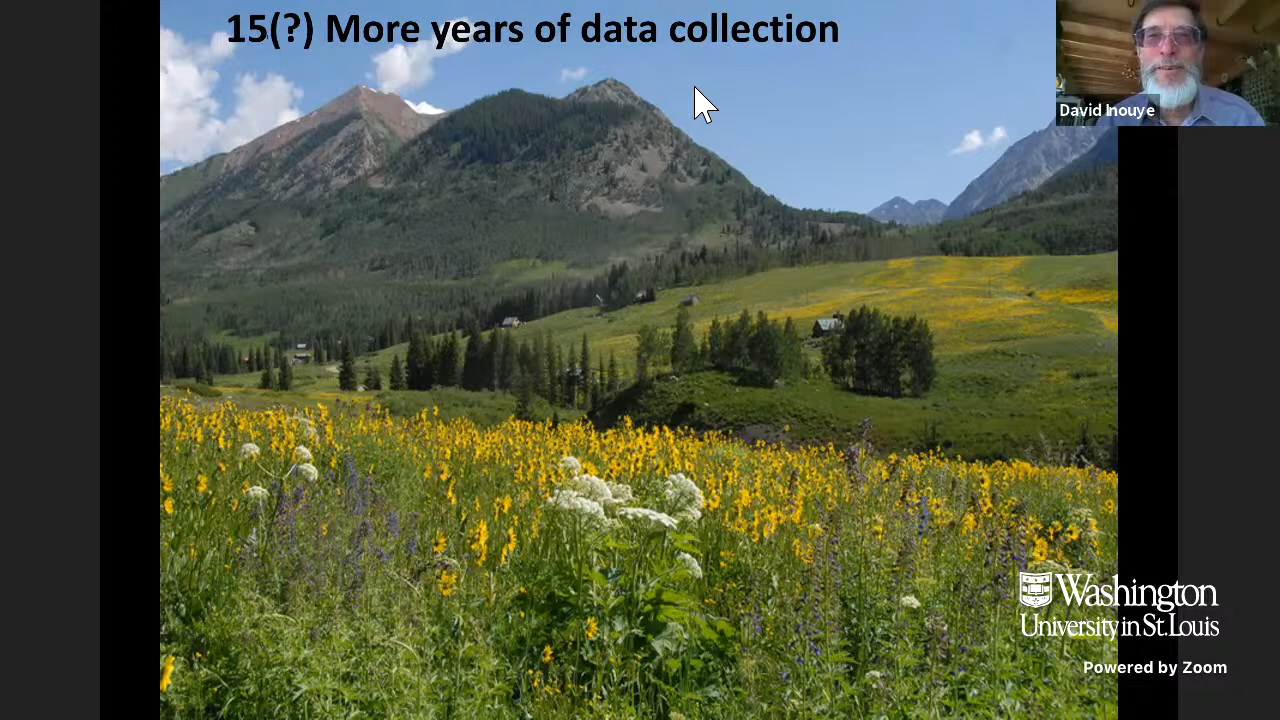 15(?) More years of data collection
David Inouye
Washington
University in St. Louis
Powered by Zoom